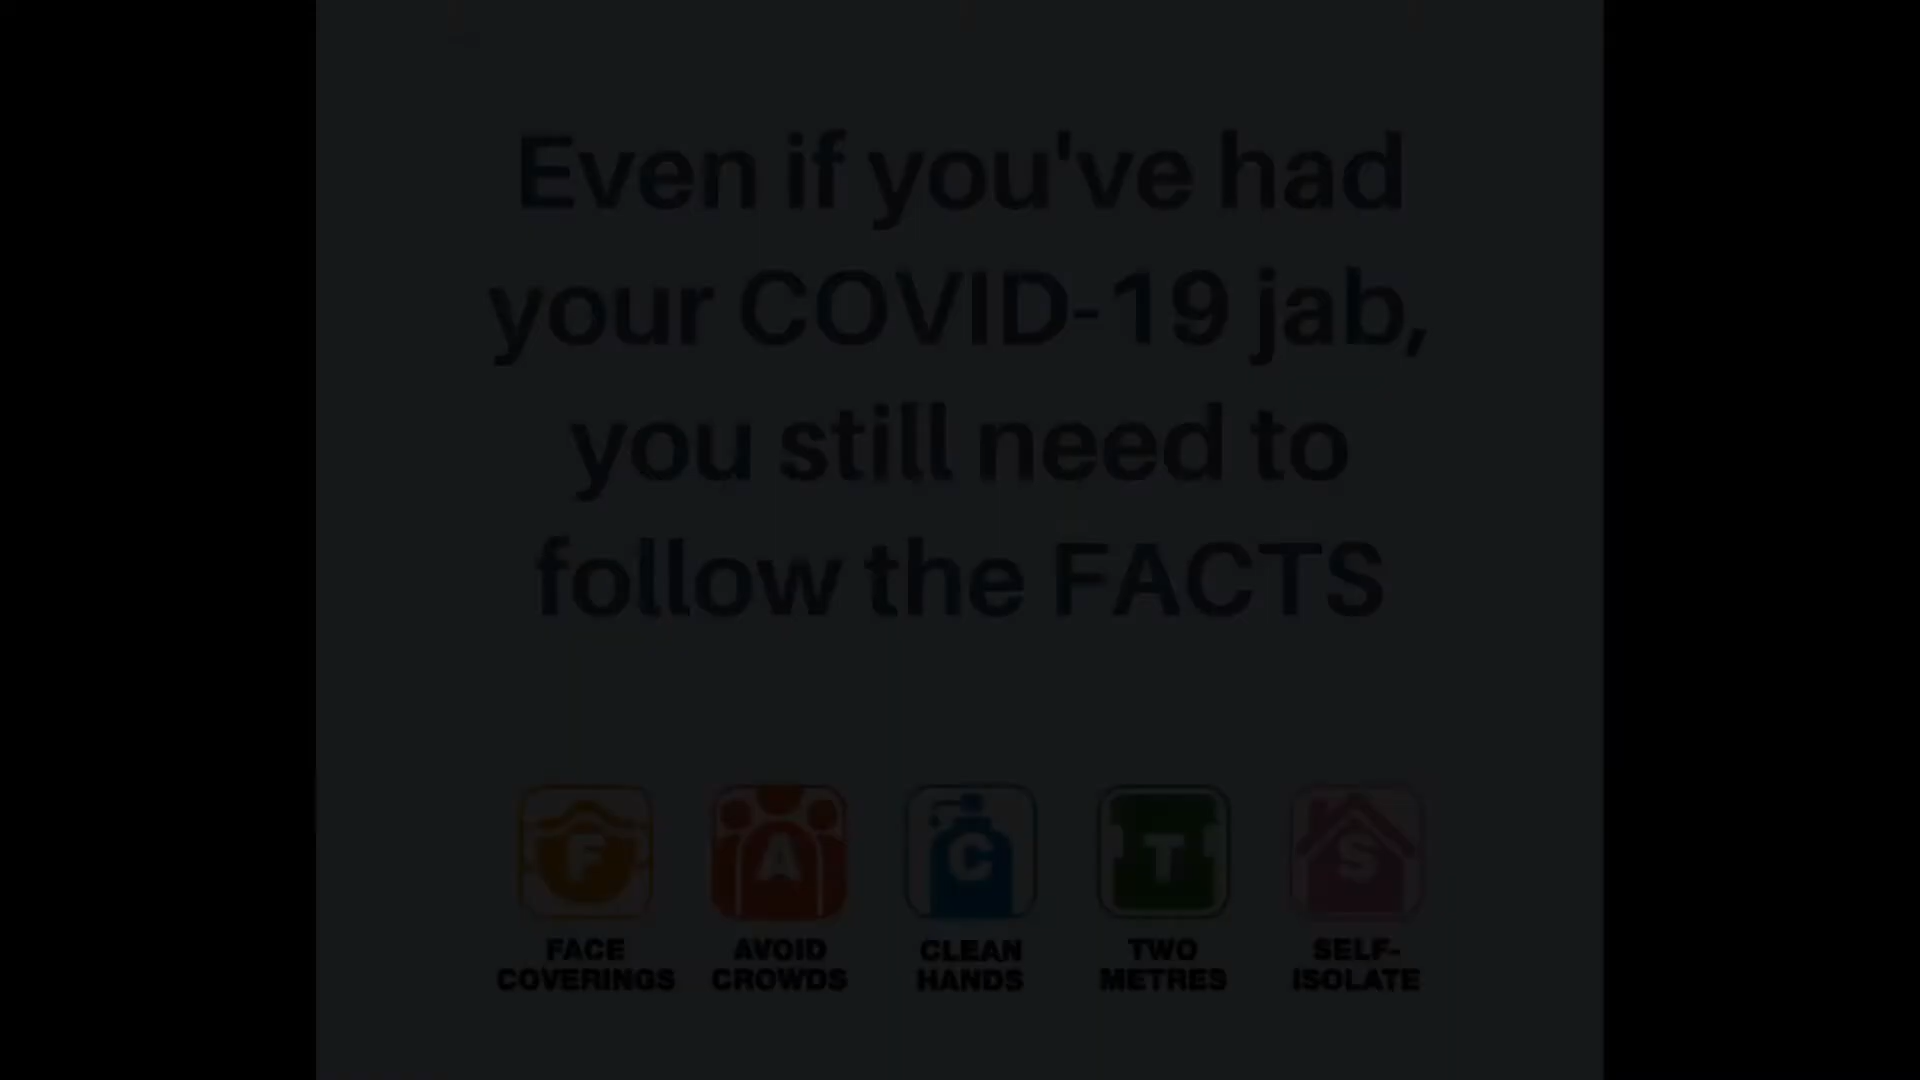 Even if you've had
your COVID-19 jab,
you still need to
follow the FACTS
F A C T S
FACE COVERINGS
AVOID CROWDS
CLEAN HANDS
TWO METRES
SELF-ISOLATE